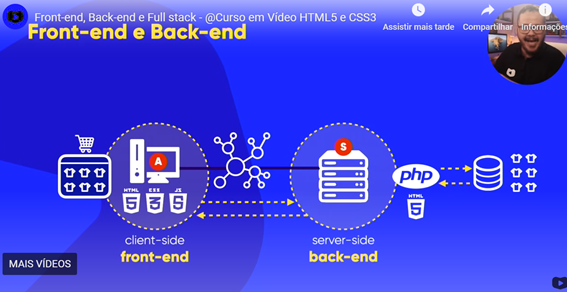 Front-end, Back-end e Full stack - @Curso em Vídeo HTML5 e CSS3
Assistir mais tarde
Compartilhar
Informações
Front-end e Back-end
A
S
HTML
5
CSS
3
JS
5
php
HTML
5
client-side
front-end
server-side
back-end
MAIS VÍDEOS